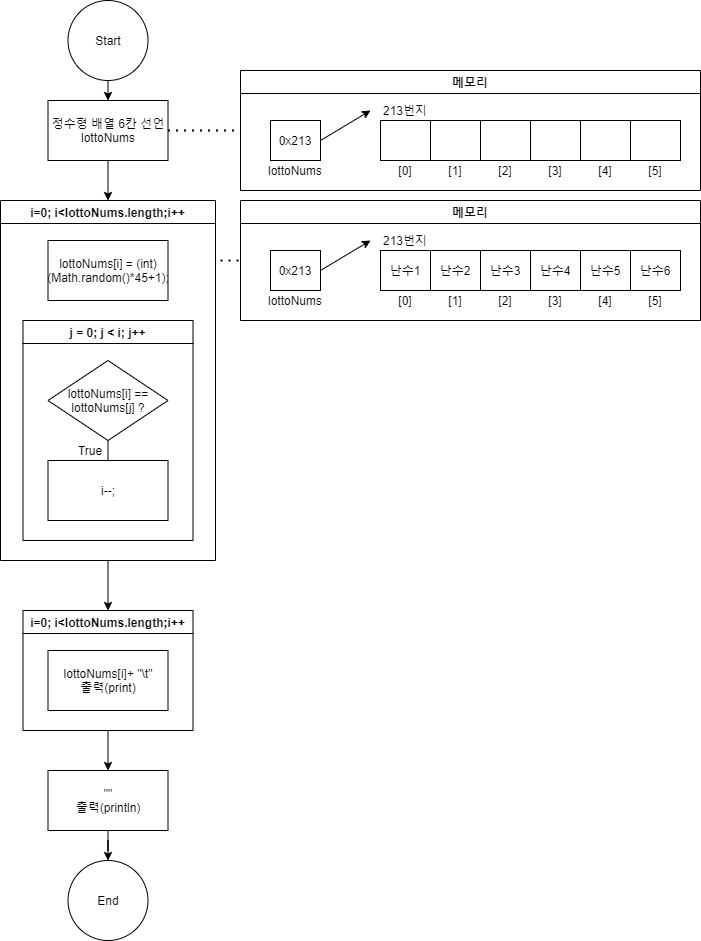 Start
정수형 배열 6칸 선언
lottoNums
메모리
213번지
0x213
lottoNums
[0] [1] [2] [3] [4] [5]
i=0; i<lottoNums.length;i++
lottoNums[i] = (int)
(Math.random()*45+1);
메모리
213번지
0x213
난수1 난수2 난수3 난수4 난수5 난수6
lottoNums
[0] [1] [2] [3] [4] [5]
j = 0; j < i; j++
lottoNums[i] ==
lottoNums[j] ?
True
i--;
i=0; i<lottoNums.length;i++
lottoNums[i]+ "\t"
출력(print)
""
출력(println)
End